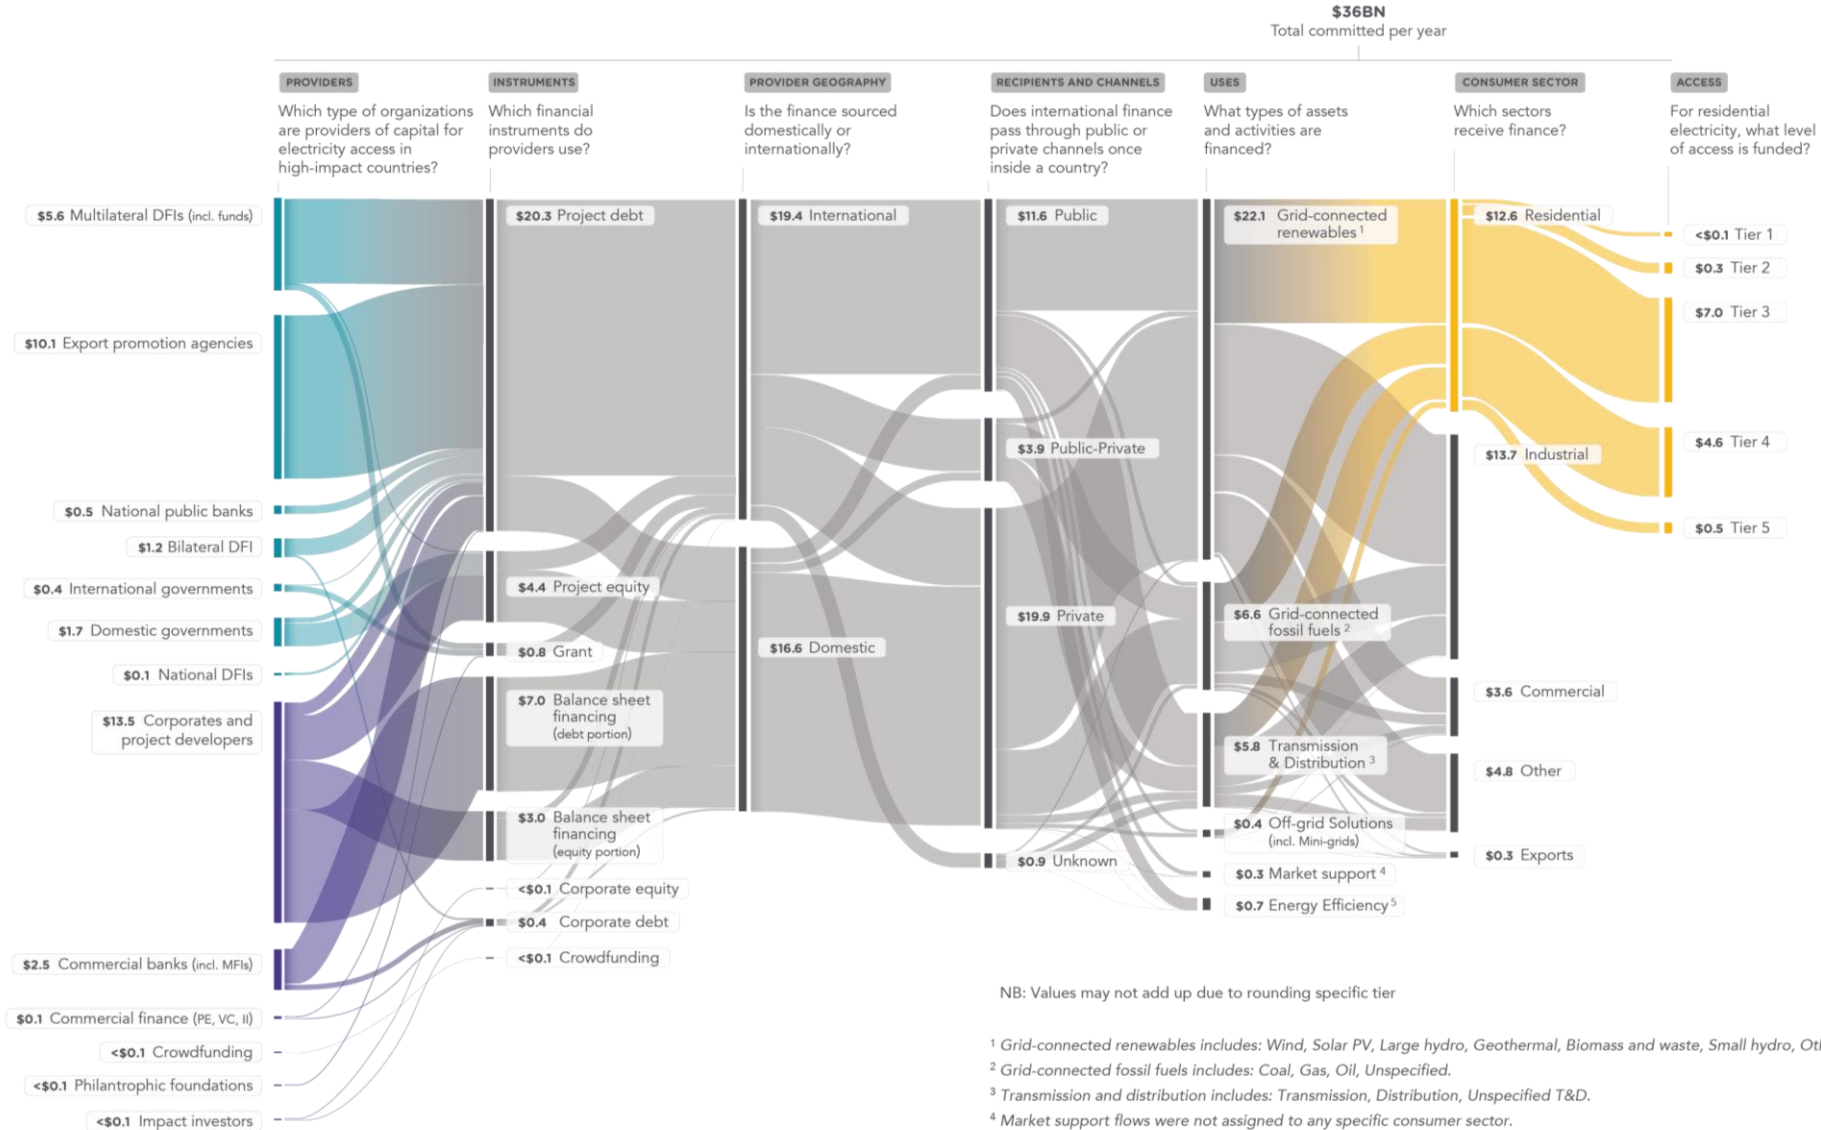 $36BN
Total committed per year
PROVIDERS
Which type of organizations
are providers of capital for
electricity access in
high-impact countries?
INSTRUMENTS
Which financial
instruments do
providers use?
PROVIDER GEOGRAPHY
Is the finance sourced
domestically or
internationally?
RECIPIENTS AND CHANNELS
Does international finance
pass through public or
private channels once
inside a country?
USES
What types of assets
and activities are
financed?
CONSUMER SECTOR
Which sectors
receive finance?
ACCESS
For residential
electricity, what level
of access is funded?
$5.6 Multilateral DFIs (incl. funds)
$10.1 Export promotion agencies
$0.5 National public banks
$1.2 Bilateral DFI
$0.4 International governments
$1.7 Domestic governments
$0.1 National DFIs
$13.5 Corporates and
project developers
$2.5 Commercial banks (incl. MFIs)
$0.1 Commercial finance (PE, VC, II)
<$0.1 Crowdfunding
<$0.1 Philantrophic foundations
<$0.1 Impact investors
$20.3 Project debt
$4.4 Project equity
$0.8 Grant
$7.0 Balance sheet
financing
(debt portion)
$3.0 Balance sheet
financing
(equity portion)
<$0.1 Corporate equity
$0.4 Corporate debt
<$0.1 Crowdfunding
$19.4 International
$16.6 Domestic
$11.6 Public
$3.9 Public-Private
$19.9 Private
$0.9 Unknown
$22.1 Grid-connected
renewables 1
$6.6 Grid-connected
fossil fuels 2
$5.8 Transmission
& Distribution 3
$0.4 Off-grid Solutions
(incl. Mini-grids)
$0.3 Market support 4
$0.7 Energy Efficiency 5
$12.6 Residential
$13.7 Industrial
$3.6 Commercial
$4.8 Other
$0.3 Exports
<$0.1 Tier 1
$0.3 Tier 2
$7.0 Tier 3
$4.6 Tier 4
$0.5 Tier 5
NB: Values may not add up due to rounding specific tier
1 Grid-connected renewables includes: Wind, Solar PV, Large hydro, Geothermal, Biomass and waste, Small hydro,
2 Grid-connected fossil fuels includes: Coal, Gas, Oil, Unspecified.
3 Transmission and distribution includes: Transmission, Distribution, Unspecified T&D.
4 Market support flows were not assigned to any specific consumer sector.